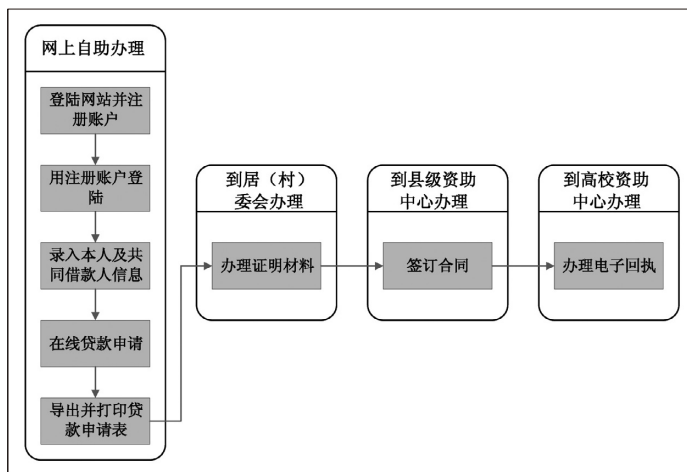 网上自助办理
登陆网站并注
册账户
用注册账户登
陆
录入本人及共
同借款人信息
在线贷款申请
导出并打印贷
款申请表
到居（村）
委会办理
办理证明材料
到县级资助
中心办理
签订合同
到高校资助
中心办理
办理电子回执